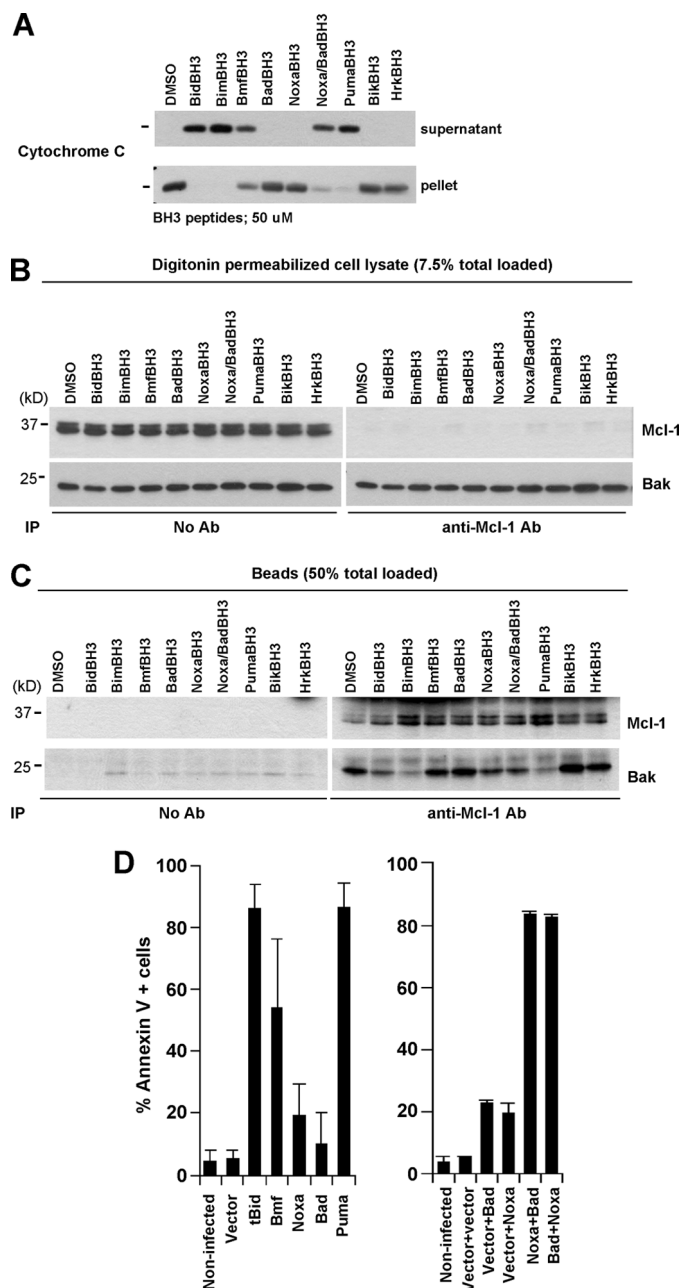 A
DMSO
BidBH3
BimBH3
BmfBH3
BadBH3
NoxaBH3
Noxa/BadBH3
PumaBH3
BikBH3
HrkBH3
Cytochrome C
supernatant
pellet
BH3 peptides; 50 uM
B
Digitonin permeabilized cell lysate (7.5% total loaded)
DMSO
BidBH3
BimBH3
BmfBH3
BadBH3
NoxaBH3
Noxa/BadBH3
PumaBH3
BikBH3
HrkBH3
DMSO
BidBH3
BimBH3
BmfBH3
BadBH3
NoxaBH3
Noxa/BadBH3
PumaBH3
BikBH3
HrkBH3
(kD)
37
Mcl-1
25
Bak
IP
No Ab
anti-Mcl-1 Ab
C
Beads (50% total loaded)
DMSO
BidBH3
BimBH3
BmfBH3
BadBH3
NoxaBH3
Noxa/BadBH3
PumaBH3
BikBH3
HrkBH3
DMSO
BidBH3
BimBH3
BmfBH3
BadBH3
NoxaBH3
Noxa/BadBH3
PumaBH3
BikBH3
HrkBH3
(kD)
37
Mcl-1
25
Bak
IP
No Ab
anti-Mcl-1 Ab
D
% Annexin V + cells
100
80
60
40
20
0
Non-infected
Vector
tBid
Bmf
Noxa
Bad
Puma
100
80
60
40
20
0
Non-infected
Vector+vector
Vector+Bad
Vector+Noxa
Noxa+Bad
Bad+Noxa